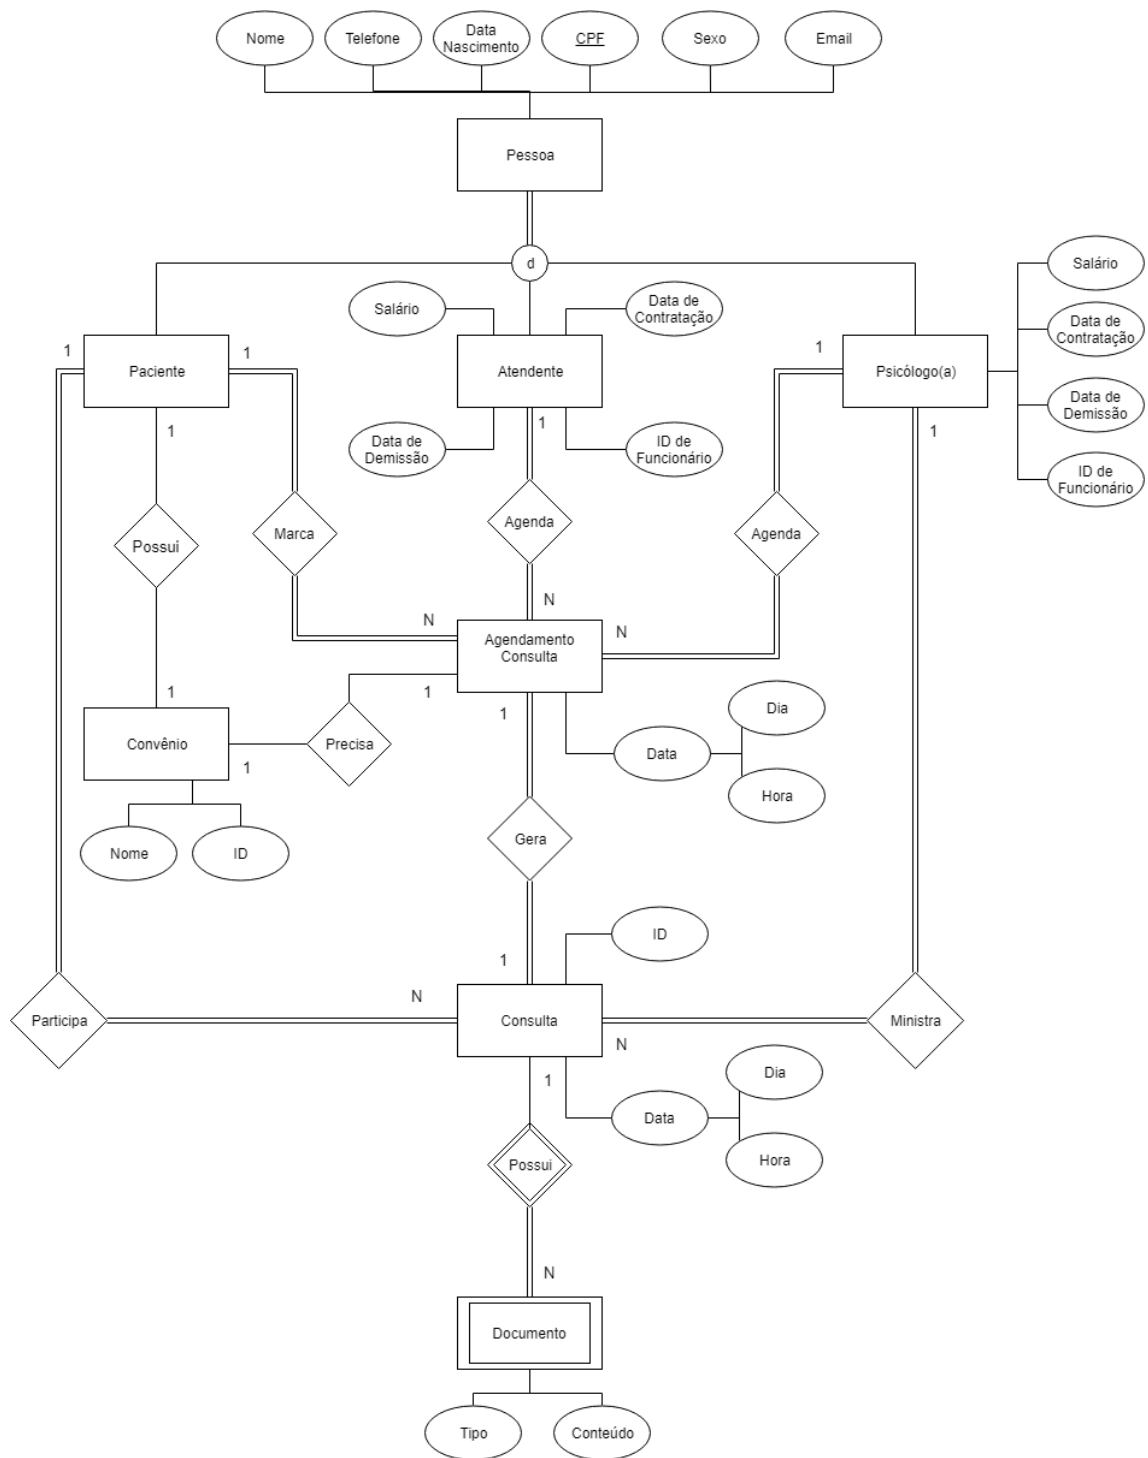 Nome
Telefone
Data
Nascimento
CPF
Sexo
Email
Pessoa
d
Salário
Data de
Contratação
Salário
Data de
Contratação
1
Paciente
1
Atendente
1
Psicólogo(a)
Data de
Demissão
1
Data de
Demissão
1
ID de
Funcionário
1
ID de
Funcionário
Possui
Marca
Agenda
Agenda
N
N
N
Agendamento
Consulta
1
1
1
Dia
Convênio
1
Precisa
Data
Hora
Gera
Nome
ID
ID
1
N
Participa
Consulta
Ministra
N
1
Dia
Data
Hora
Possui
N
Documento
Tipo
Conteúdo